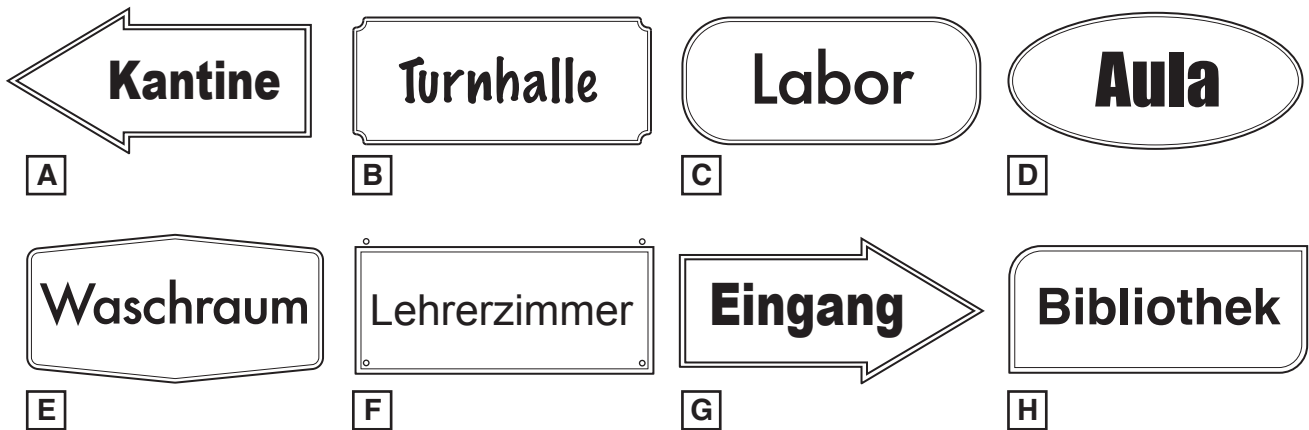 Kantine Turnhalle Labor Aula
A B C D
Waschraum Lehrerzimmer Eingang Bibliothek
E F G H